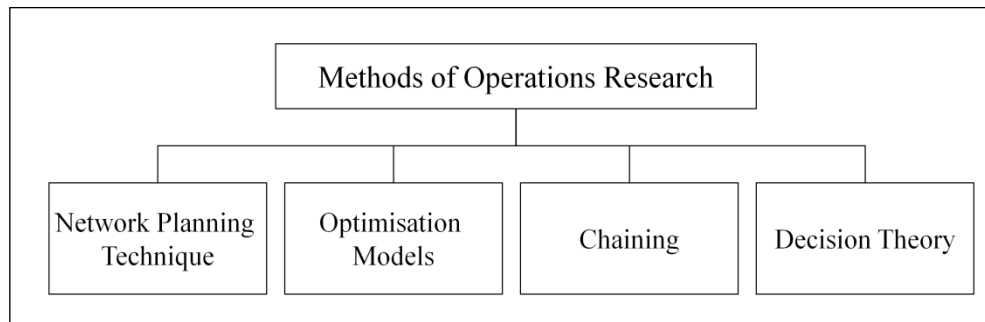 Methods of Operations Research
Network Planning
Technique
Optimisation
Models
Chaining
Decision Theory